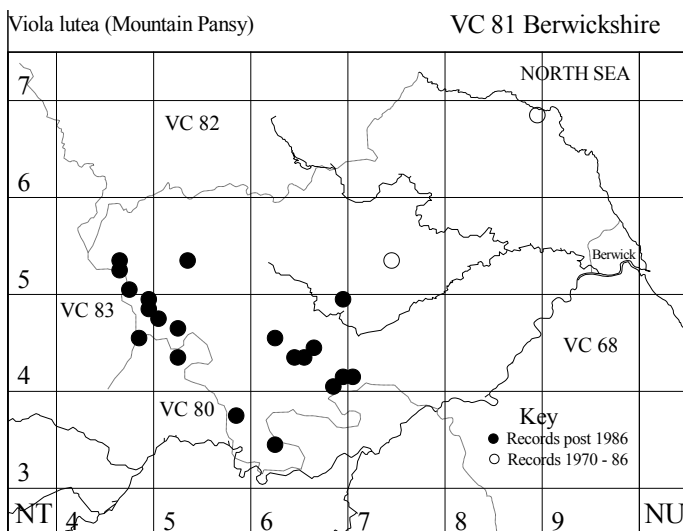 Viola lutea (Mountain Pansy) VC 81 Berwickshire
NORTH SEA
7
VC 82
6
Berwick
5
VC 83
VC 68
4
VC 80
Key
Records post 1986
Records 1970 - 86
3
NT 4 5 6 7 8 9 NU